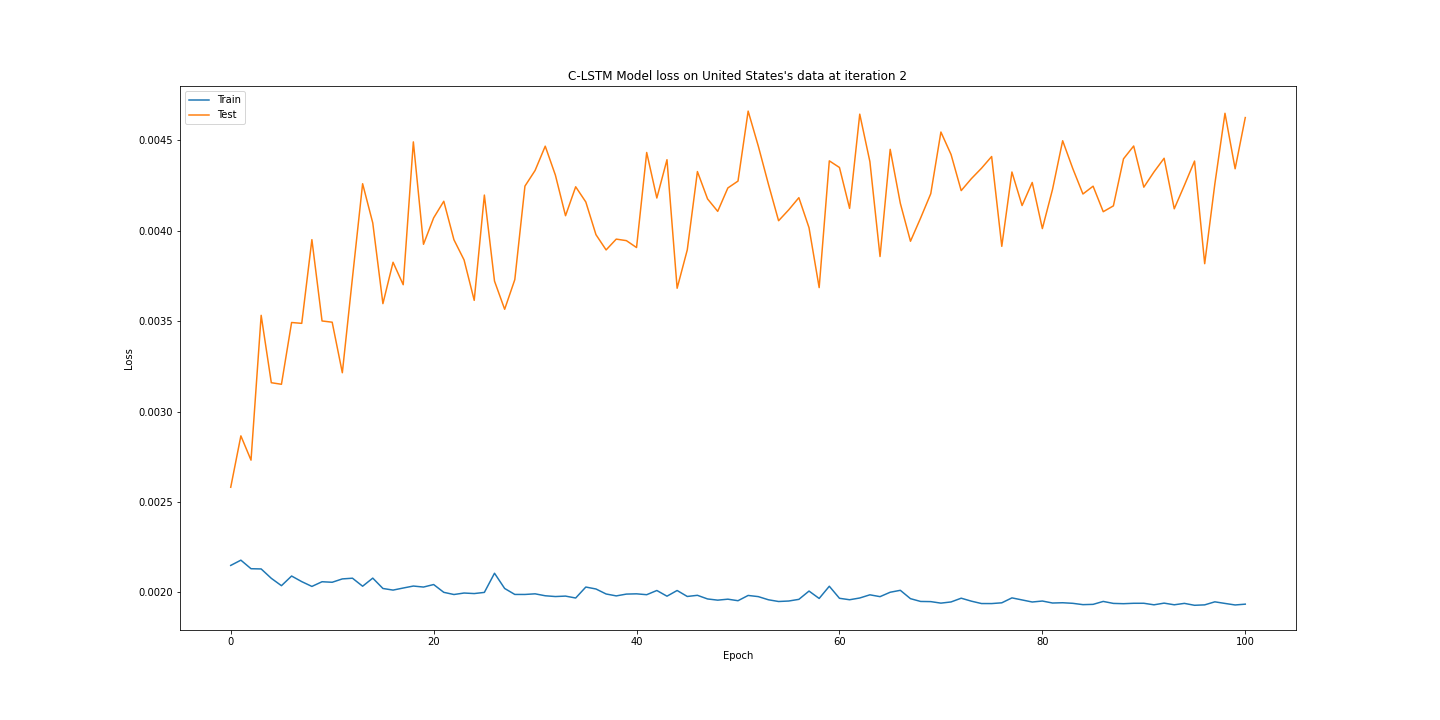 C-LSTM Model loss on United States's data at iteration 2
Train
Test
0.0045
0.0040
0.0035
0.0030
0.0025
0.0020
Loss
0 20 40 60 80 100
Epoch